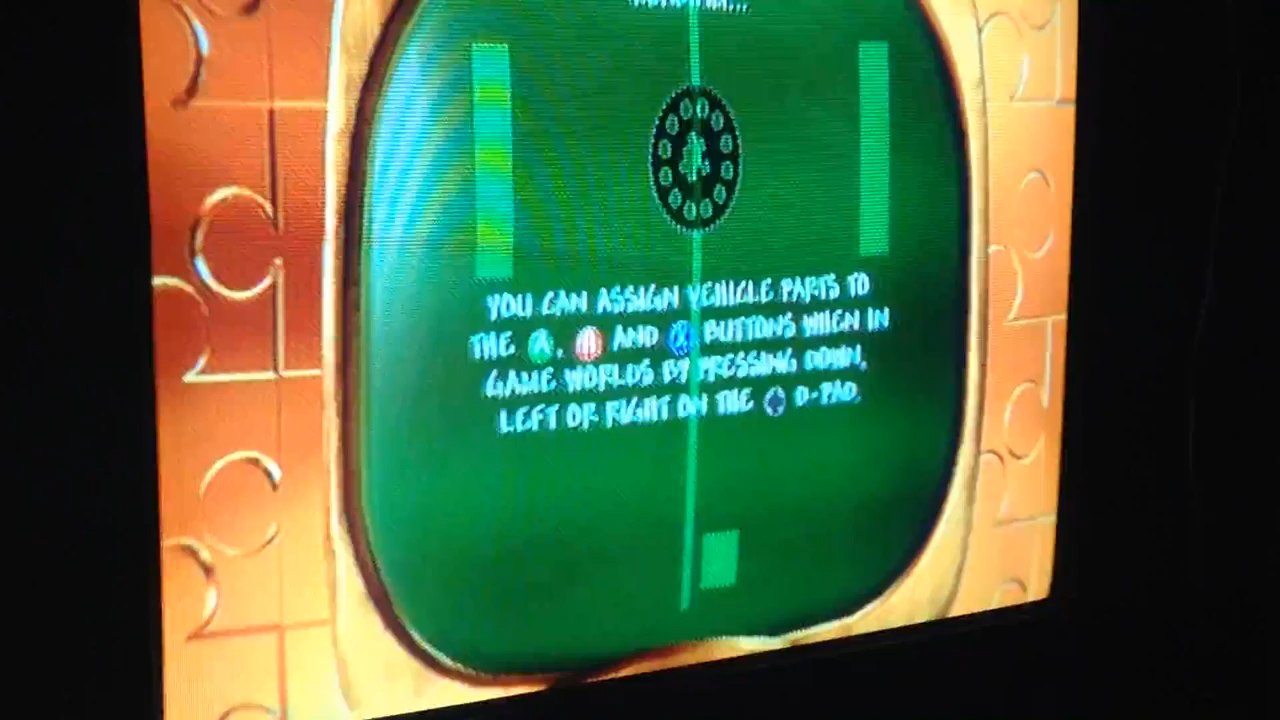 YOU CAN ASSIGN VEHICLE PARTS TO
THE A, B AND X BUTTONS WHEN IN
GAME WORLDS BY PRESSING DOWN,
LEFT OR RIGHT ON THE D-PAD.